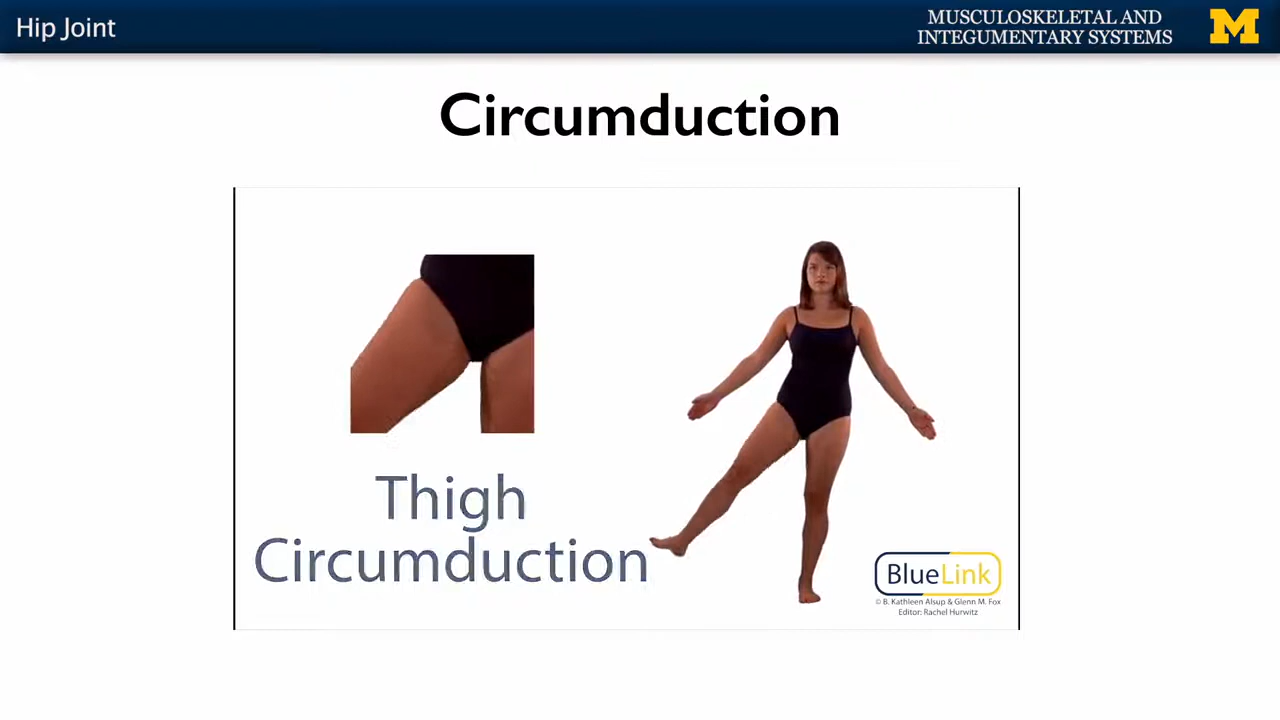 Hip Joint
MUSCULOSKELETAL AND
INTEGUMENTARY SYSTEMS
M
Circumduction
Thigh
Circumduction
BlueLink
© B. Kathleen Alsup & Glenn M. Fox
Editor: Rachel Hurwitz